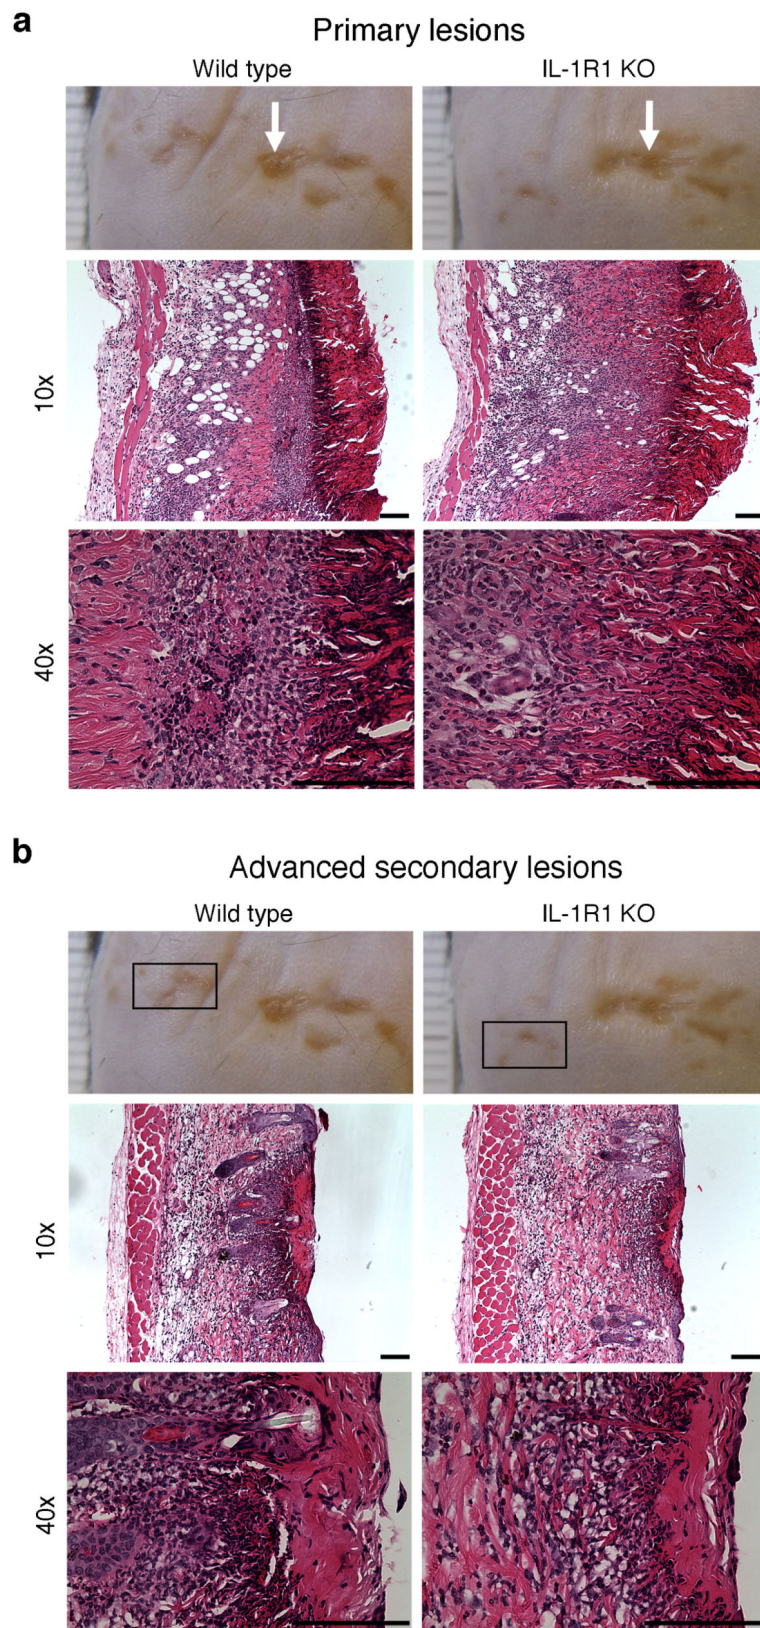 a
Primary lesions
Wild type
IL-1R1 KO
10x
40x
b
Advanced secondary lesions
Wild type
IL-1R1 KO
10x
40x